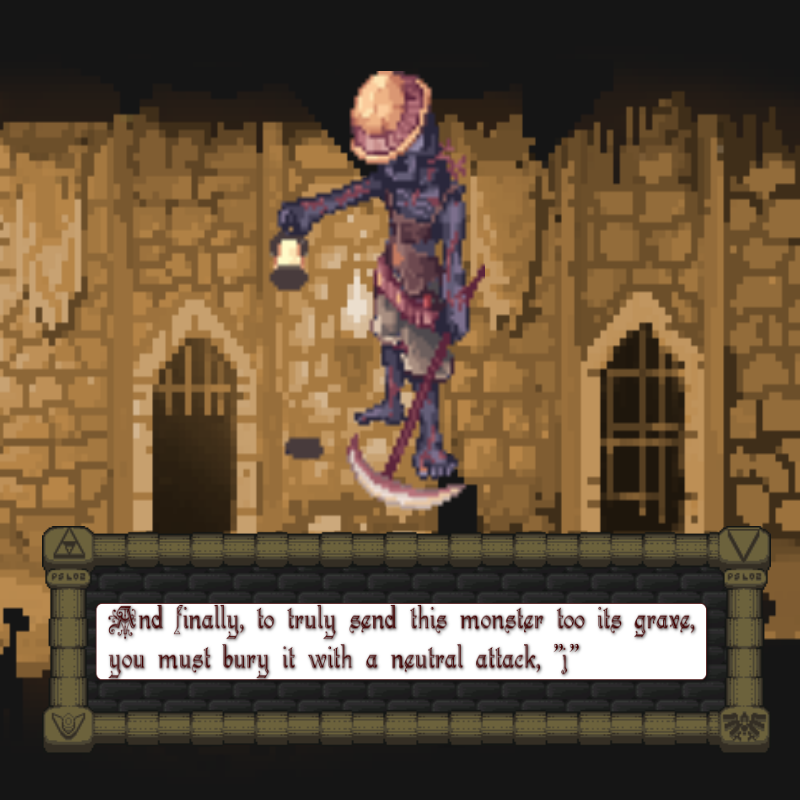 And finally, to truly send this monster too its grave,
you must bury it with a neutral attack, "j"